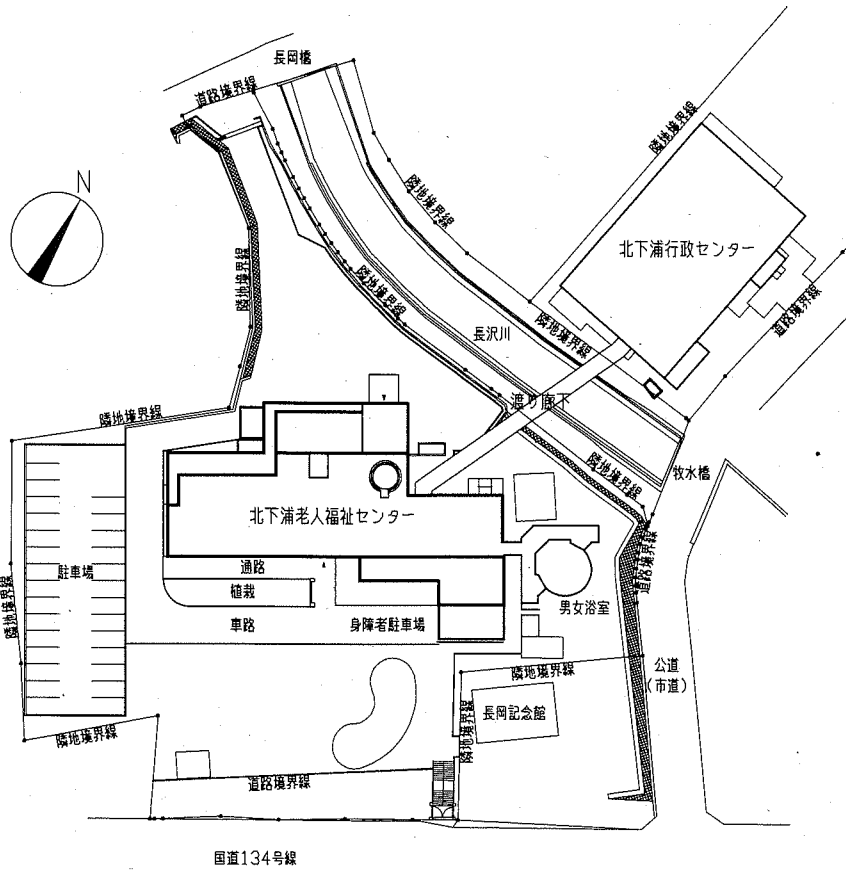 長岡橋
道路境界線
隣地境界線
N
隣地境界線
北下浦行政センター
隣地境界線
隣地境界線
道路境界線
長沢川
隣地境界線
渡り廊下
隣地境界線
隣地境界線
牧水橋
北下浦老人福祉センター
道路境界線
駐車場
通路
植栽
車路
身障者駐車場
男女浴室
隣地境界線
公道
(市道)
隣地境界線
長岡記念館
隣地境界線
隣地境界線
道路境界線
国道134号線